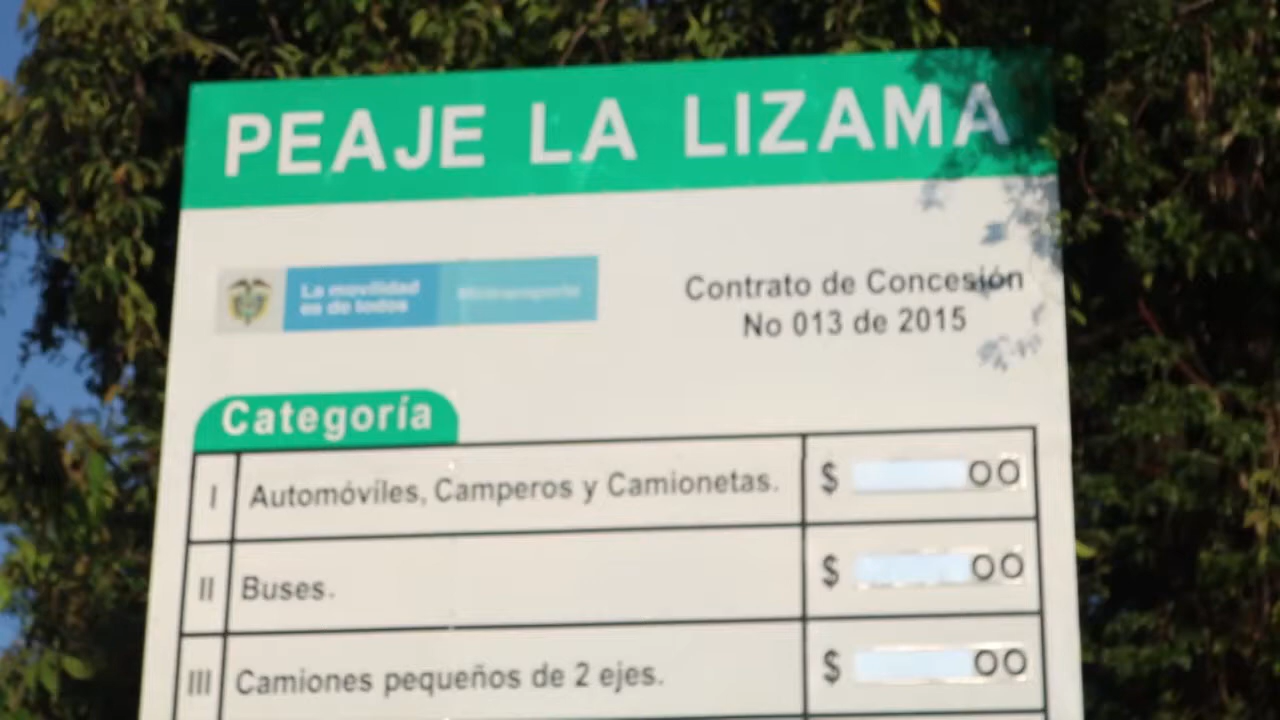 PEAJE LA LIZAMA
La movilidad
es de todos
Contrato de Concesión
No 013 de 2015
Categoría
I Automóviles, Camperos y Camionetas. $ 00
II Buses. $ 00
III Camiones pequeños de 2 ejes. $ 00